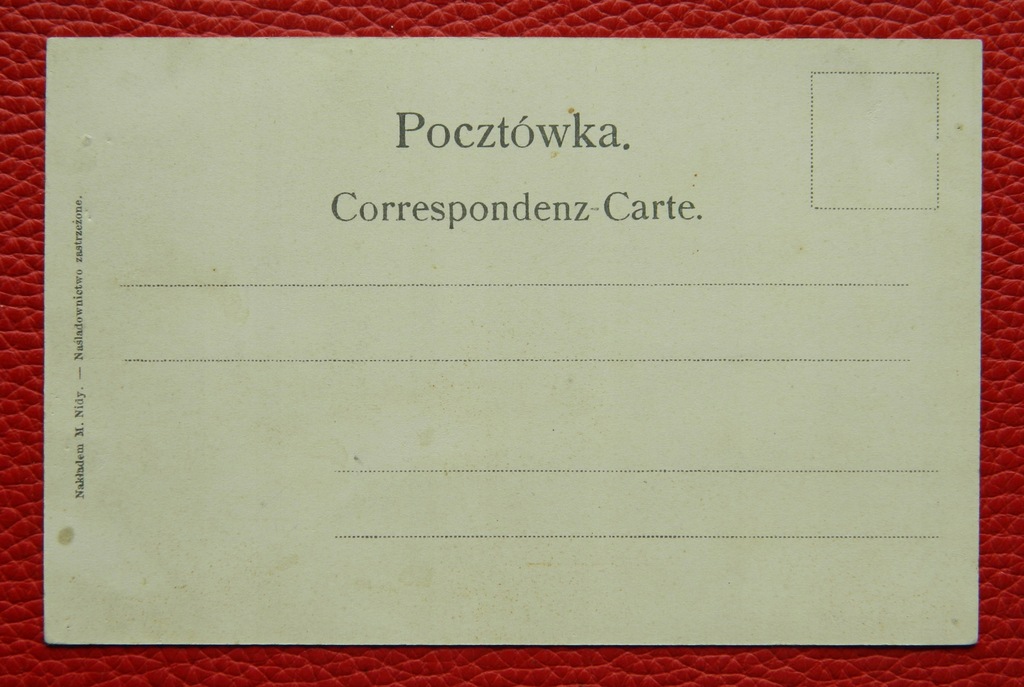 Pocztówka.
Correspondenz-Carte.
Nakładem M. Nidy. — Naśladownictwo zastrzeżone.